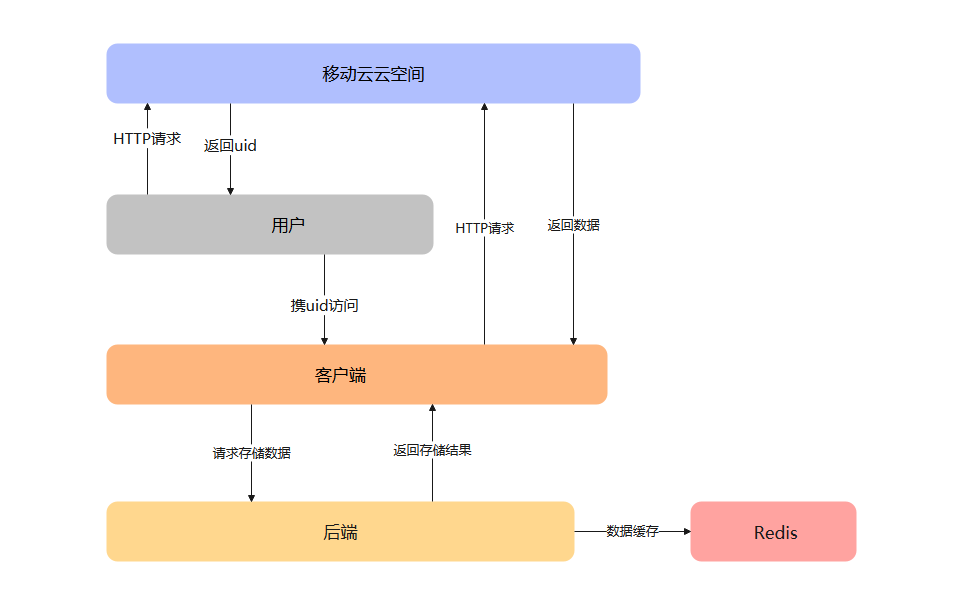 移动云云空间
HTTP请求
返回uid
用户
HTTP请求
返回数据
携uid访问
客户端
请求存储数据
返回存储结果
后端
数据缓存
Redis